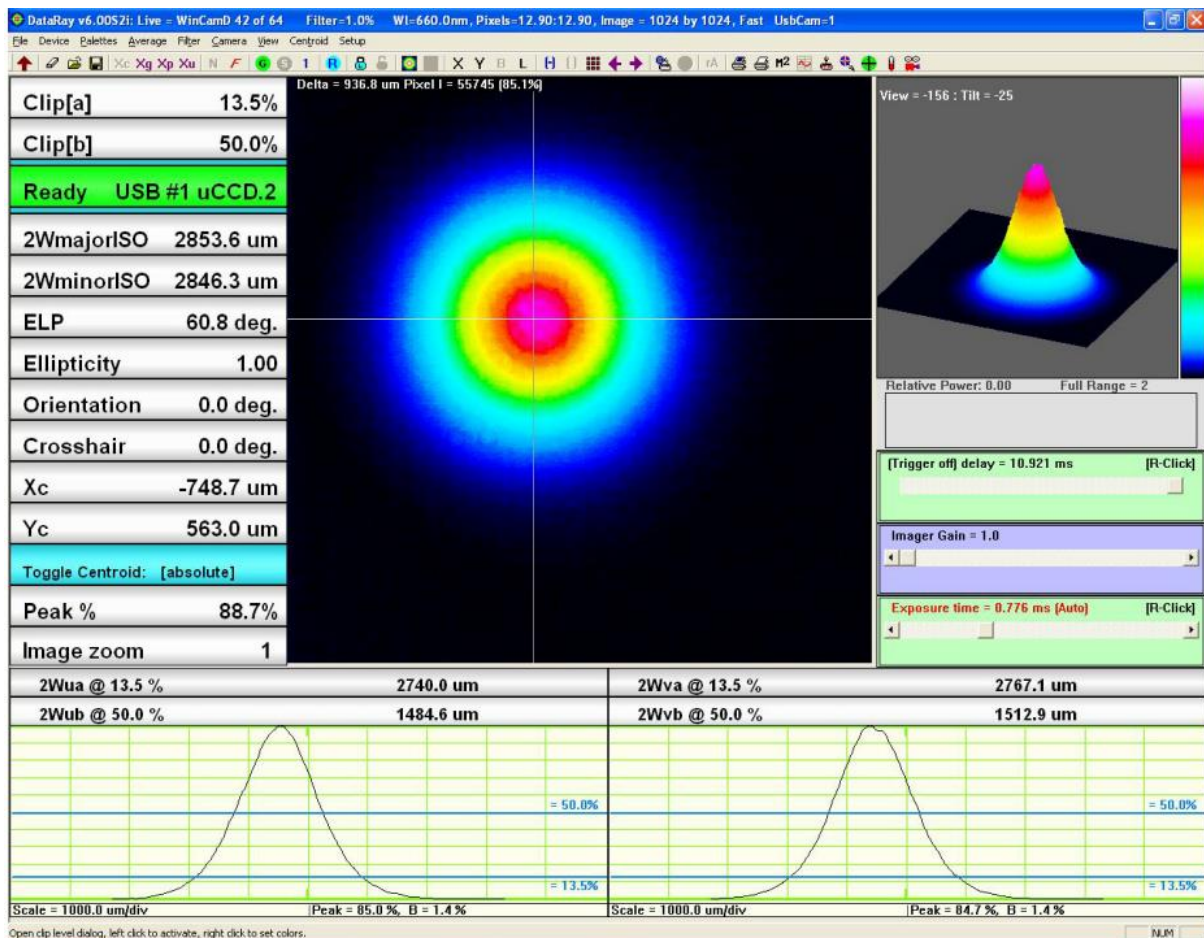 DataRay v6.00S2i: Live = WinCamD 42 of 64 Filter=1.0% Wl=660.0nm, Pixels=12.90:12.90, Image = 1024 by 1024, Fast UsbCam=1
File Device Palettes Average Filter Camera View Centroid Setup
Xc Xg Xp Xu N F G S 1 R X Y B L H rA M²
Clip[a] 13.5%
Clip[b] 50.0%
Ready USB #1 uCCD.2
2WmajorISO 2853.6 um
2WminorISO 2846.3 um
ELP 60.8 deg.
Ellipticity 1.00
Orientation 0.0 deg.
Crosshair 0.0 deg.
Xc -748.7 um
Yc 563.0 um
Toggle Centroid: [absolute]
Peak % 88.7%
Image zoom 1
Delta = 936.8 um Pixel I = 55745 (85.1%)
View = -156 : Tilt = -25
Relative Power: 0.00 Full Range = 2
(Trigger off) delay = 10.921 ms [R-Click]
Imager Gain = 1.0
Exposure time = 0.776 ms (Auto) [R-Click]
2Wua @ 13.5 % 2740.0 um
2Wub @ 50.0 % 1484.6 um
= 50.0%
= 13.5%
Scale = 1000.0 um/div Peak = 85.0 %, B = 1.4 %
2Wva @ 13.5 % 2767.1 um
2Wvb @ 50.0 % 1512.9 um
= 50.0%
= 13.5%
Scale = 1000.0 um/div Peak = 84.7 %, B = 1.4 %
Open clip level dialog, left click to activate, right click to set colors. NUM